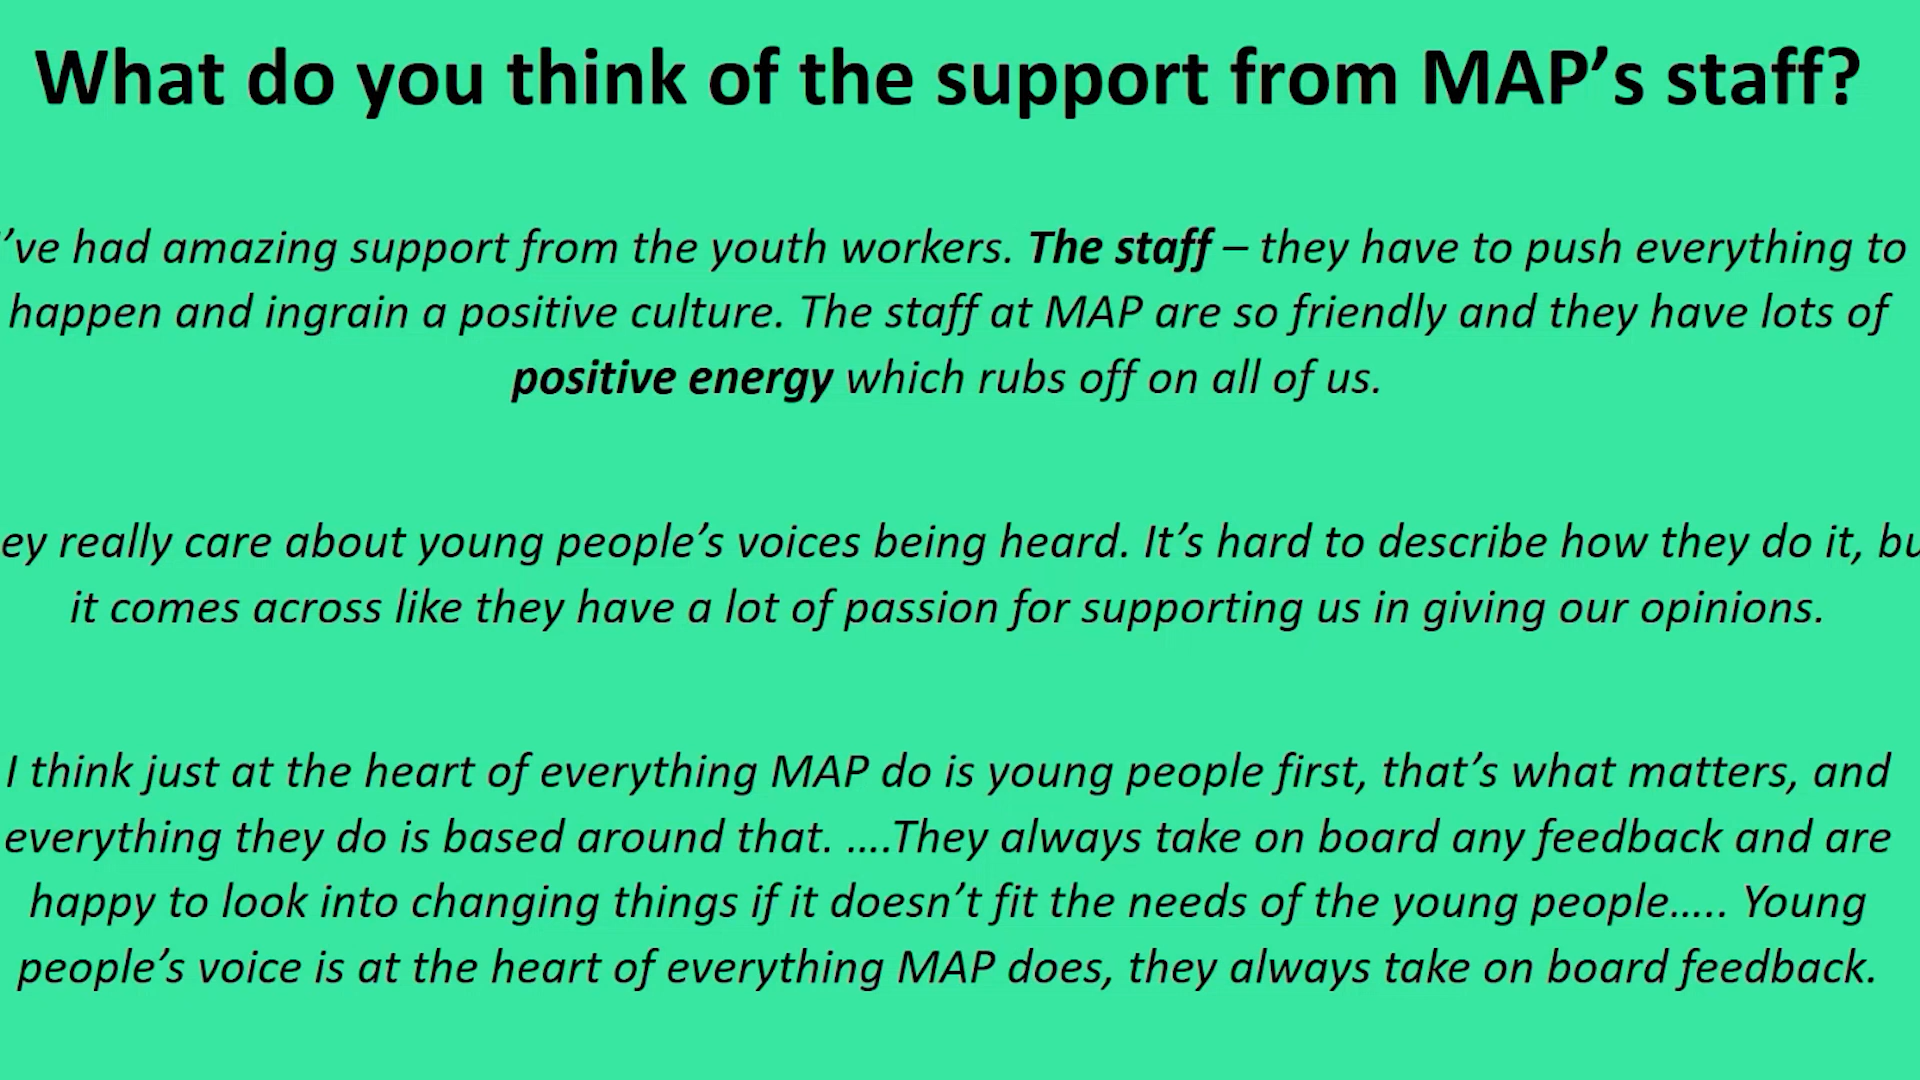 What do you think of the support from MAP’s staff?
’ve had amazing support from the youth workers. The staff – they have to push everything to
happen and ingrain a positive culture. The staff at MAP are so friendly and they have lots of
positive energy which rubs off on all of us.
ey really care about young people’s voices being heard. It’s hard to describe how they do it, bu
it comes across like they have a lot of passion for supporting us in giving our opinions.
I think just at the heart of everything MAP do is young people first, that’s what matters, and
everything they do is based around that. ….They always take on board any feedback and are
happy to look into changing things if it doesn’t fit the needs of the young people….. Young
people’s voice is at the heart of everything MAP does, they always take on board feedback.